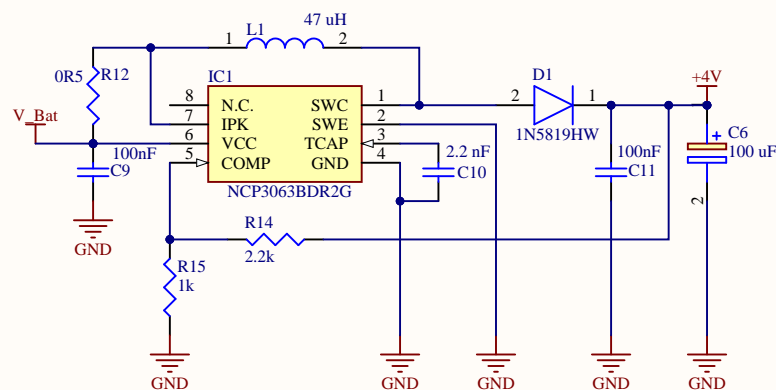 L1
47 uH
1
2
0R5
R12
V_Bat
IC1
8
7
6
5
N.C.
IPK
VCC
COMP
SWC
SWE
TCAP
GND
1
2
3
4
NCP3063BDR2G
100nF
C9
GND
2.2 nF
C10
D1
2
1
1N5819HW
+4V
100nF
C11
+
C6
100 uF
2
R14
2.2k
R15
1k
GND
GND
GND
GND
GND